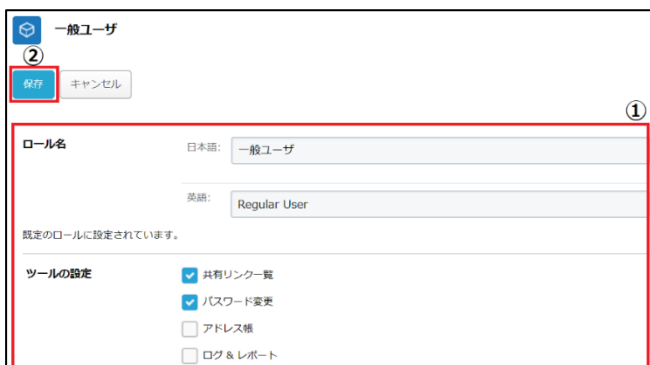 一般ユーザ
②
保存 キャンセル
①
ロール名 日本語: 一般ユーザ
英語: Regular User
既定のロールに設定されています。
ツールの設定 共有リンク一覧
パスワード変更
アドレス帳
ログ & レポート